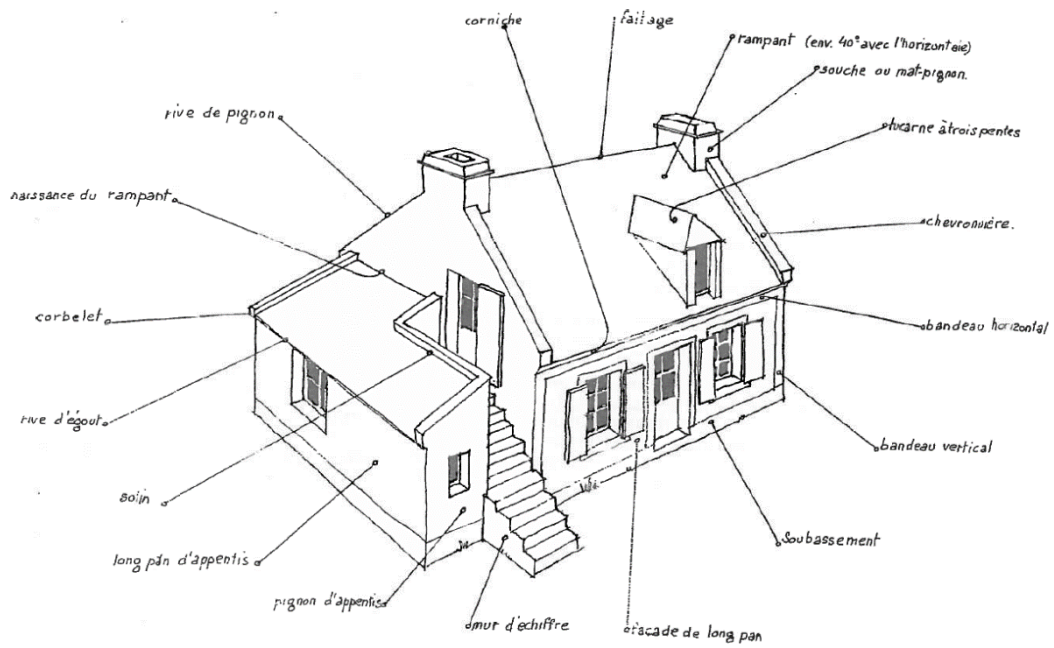 corniche
faitage
rampant (env. 40° avec l'horizontale)
souche ou mat-pignon.
rive de pignon
lucarne à trois pentes
naissance du rampant
chevronnière.
corbelet
bandeau horizontal
rive d'égout
bandeau vertical
solin
long pan d'appentis
Soubassement
pignon d'appentis
mur d'echiffre
façade de long pan